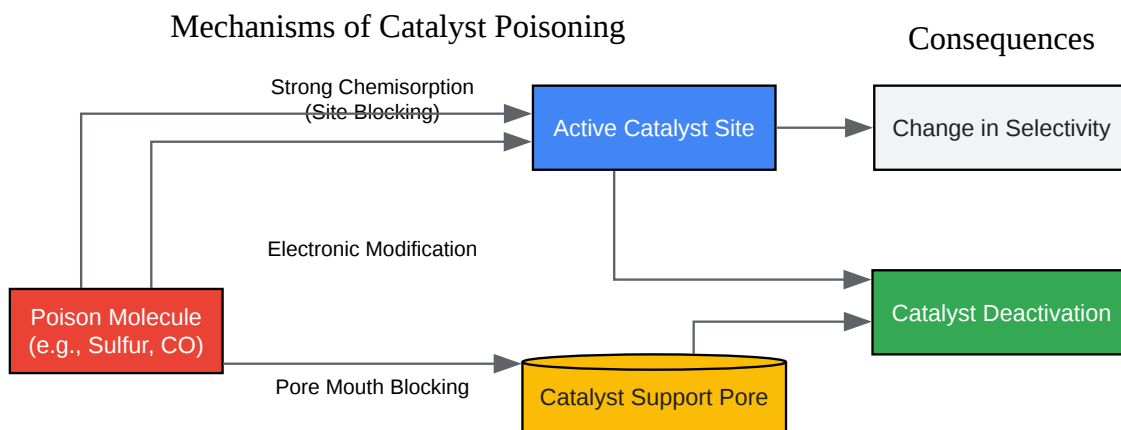 Mechanisms of Catalyst Poisoning
Consequences
Strong Chemisorption
(Site Blocking)
Active Catalyst Site
Change in Selectivity
Electronic Modification
Poison Molecule
(e.g., Sulfur, CO)
Catalyst Deactivation
Pore Mouth Blocking
Catalyst Support Pore